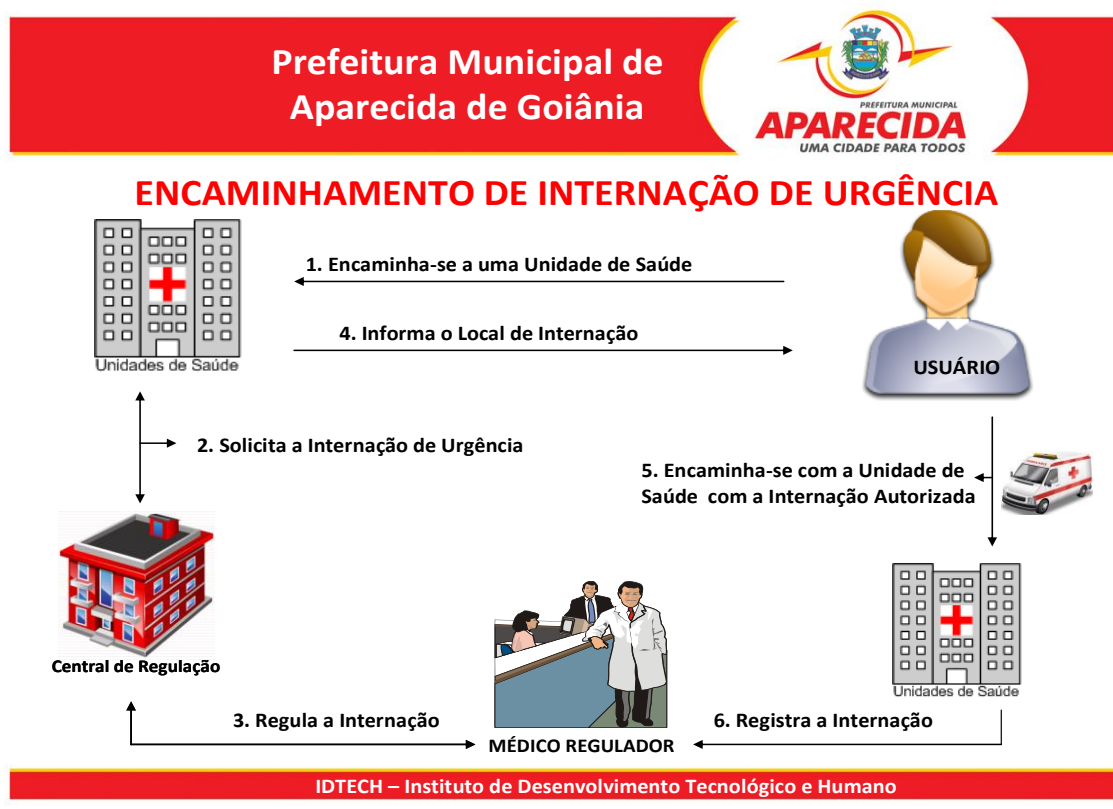 Prefeitura Municipal de
Aparecida de Goiânia
PREFEITURA MUNICIPAL
APARECIDA
UMA CIDADE PARA TODOS
ENCAMINHAMENTO DE INTERNAÇÃO DE URGÊNCIA
1. Encaminha-se a uma Unidade de Saúde
4. Informa o Local de Internação
Unidades de Saúde
USUÁRIO
2. Solicita a Internação de Urgência
5. Encaminha-se com a Unidade de
Saúde com a Internação Autorizada
Central de Regulação
Unidades de Saúde
3. Regula a Internação
6. Registra a Internação
MÉDICO REGULADOR
IDTECH – Instituto de Desenvolvimento Tecnológico e Humano